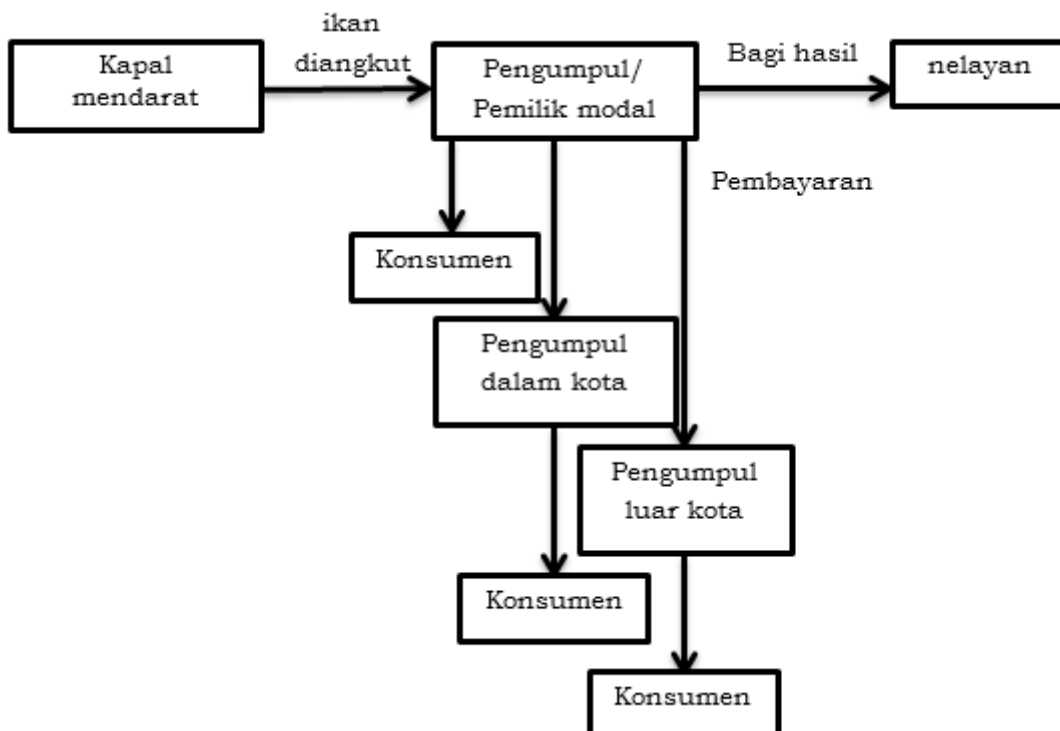 Kapal
mendarat
ikan
diangkut
Pengumpul/
Pemilik modal
Bagi hasil
nelayan
Pembayaran
Konsumen
Pengumpul
dalam kota
Pengumpul
luar kota
Konsumen
Konsumen